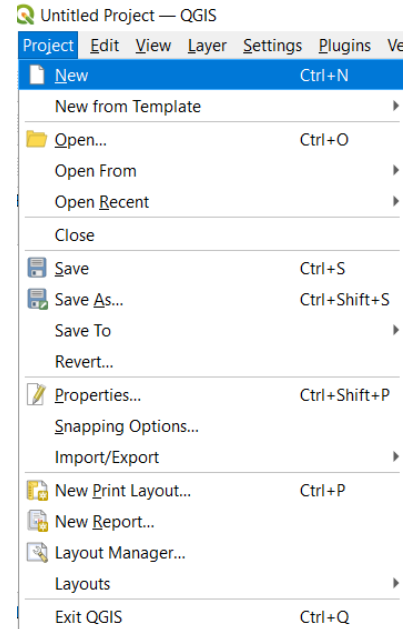 Untitled Project — QGIS
Project Edit View Layer Settings Plugins Ve
New Ctrl+N
New from Template
Open... Ctrl+O
Open From
Open Recent
Close
Save Ctrl+S
Save As... Ctrl+Shift+S
Save To
Revert...
Properties... Ctrl+Shift+P
Snapping Options...
Import/Export
New Print Layout... Ctrl+P
New Report...
Layout Manager...
Layouts
Exit QGIS Ctrl+Q